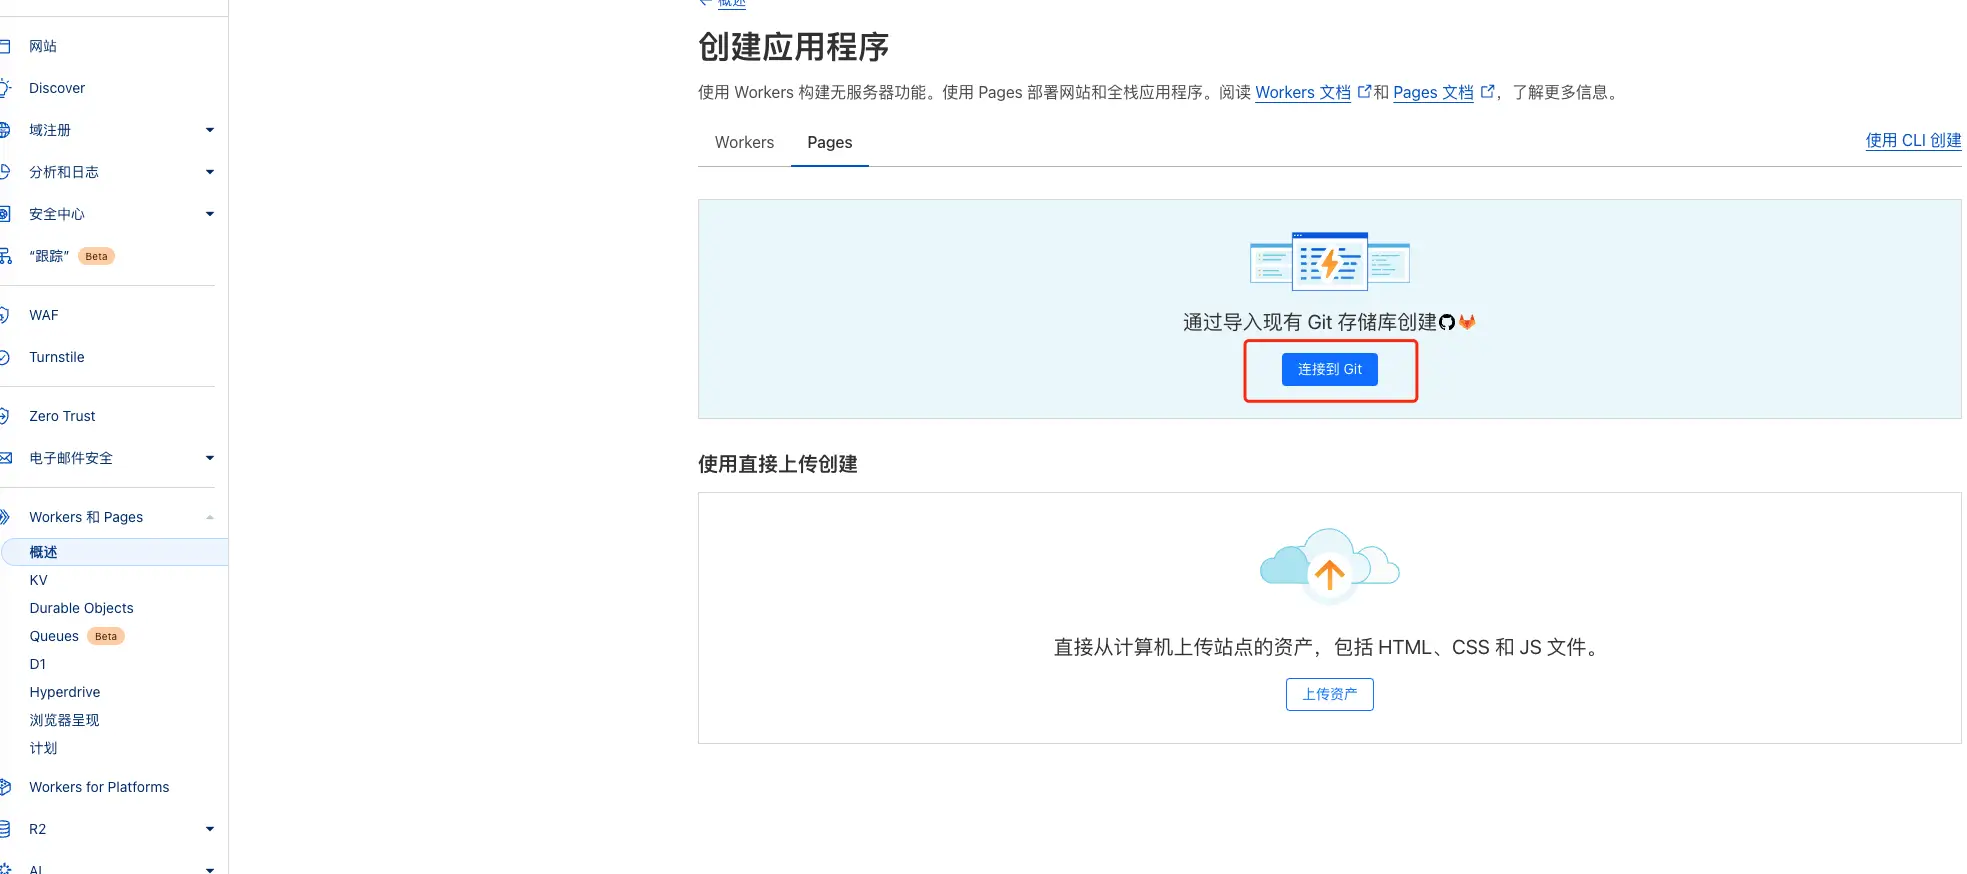 网站
Discover
域注册
分析和日志
安全中心
“跟踪” Beta
WAF
Turnstile
Zero Trust
电子邮件安全
Workers 和 Pages
概述
KV
Durable Objects
Queues Beta
D1
Hyperdrive
浏览器呈现
计划
Workers for Platforms
R2
AI
← 概述
创建应用程序
使用 Workers 构建无服务器功能。使用 Pages 部署网站和全栈应用程序。阅读 Workers 文档 和 Pages 文档 ，了解更多信息。
Workers Pages 使用 CLI 创建
通过导入现有 Git 存储库创建
连接到 Git
使用直接上传创建
直接从计算机上传站点的资产，包括 HTML、CSS 和 JS 文件。
上传资产